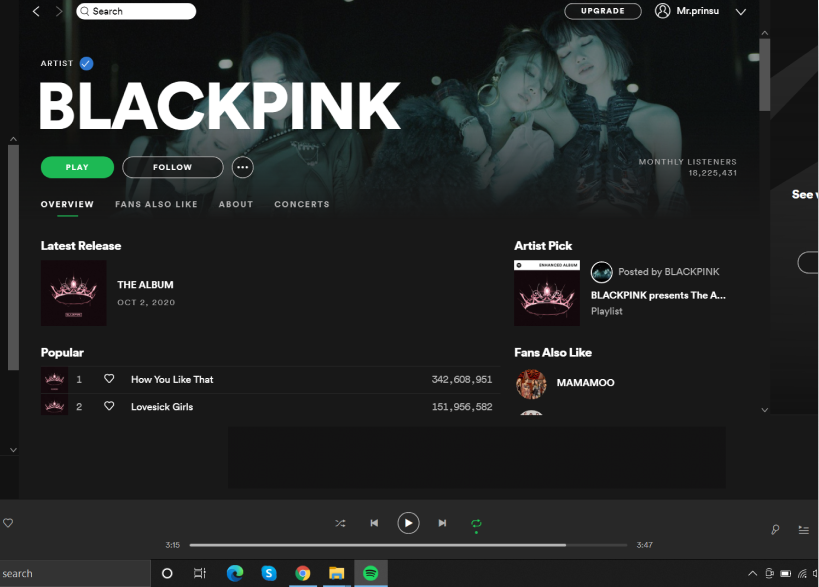 Search
UPGRADE
Mr.prinsu
ARTIST
BLACKPINK
PLAY
FOLLOW
MONTHLY LISTENERS
18,225,431
See
OVERVIEW
FANS ALSO LIKE
ABOUT
CONCERTS
Latest Release
THE ALBUM
OCT 2, 2020
Artist Pick
ENHANCED ALBUM
Posted by BLACKPINK
BLACKPINK presents The A...
Playlist
Popular
1 How You Like That 342,608,951
2 Lovesick Girls 151,956,582
Fans Also Like
MAMAMOO
3:15
3:47
search